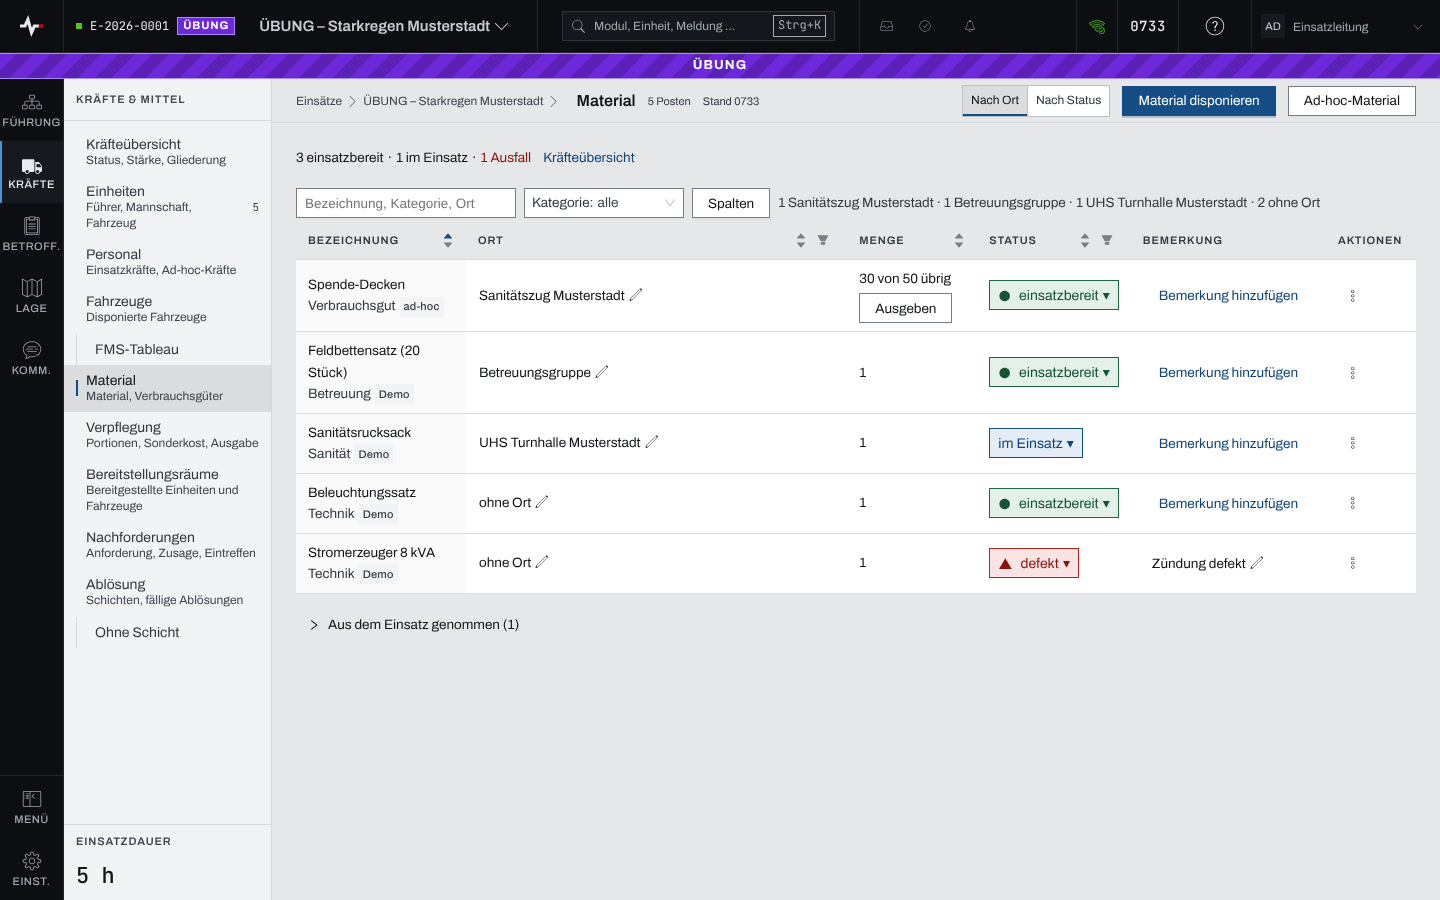 E-2026-0001 ÜBUNG ÜBUNG – Starkregen Musterstadt Modul, Einheit, Meldung ... Strg+K 0733 ? AD Einsatzleitung
ÜBUNG
FÜHRUNG
KRÄFTE
BETROFF.
LAGE
KOMM.
MENÜ
EINST.
KRÄFTE & MITTEL
Kräfteübersicht
Status, Stärke, Gliederung
Einheiten
Führer, Mannschaft, Fahrzeug
5
Personal
Einsatzkräfte, Ad-hoc-Kräfte
Fahrzeuge
Disponierte Fahrzeuge
FMS-Tableau
Material
Material, Verbrauchsgüter
Verpflegung
Portionen, Sonderkost, Ausgabe
Bereitstellungsräume
Bereitgestellte Einheiten und
Fahrzeuge
Nachforderungen
Anforderung, Zusage, Eintreffen
Ablösung
Schichten, fällige Ablösungen
Ohne Schicht
EINSATZDAUER
5 h
Einsätze ÜBUNG – Starkregen Musterstadt Material 5 Posten Stand 0733 Nach Ort Nach Status Material disponieren Ad-hoc-Material
3 einsatzbereit · 1 im Einsatz · 1 Ausfall Kräfteübersicht
Bezeichnung, Kategorie, Ort Kategorie: alle Spalten 1 Sanitätszug Musterstadt · 1 Betreuungsgruppe · 1 UHS Turnhalle Musterstadt · 2 ohne Ort
BEZEICHNUNG ORT MENGE STATUS BEMERKUNG AKTIONEN
Spende-Decken
Verbrauchsgut ad-hoc
Sanitätszug Musterstadt
30 von 50 übrig
Ausgeben
einsatzbereit
Bemerkung hinzufügen
Feldbettensatz (20
Stück)
Betreuung Demo
Betreuungsgruppe
1
einsatzbereit
Bemerkung hinzufügen
Sanitätsrucksack
Sanität Demo
UHS Turnhalle Musterstadt
1
im Einsatz
Bemerkung hinzufügen
Beleuchtungssatz
Technik Demo
ohne Ort
1
einsatzbereit
Bemerkung hinzufügen
Stromerzeuger 8 kVA
Technik Demo
ohne Ort
1
defekt
Zündung defekt
Aus dem Einsatz genommen (1)